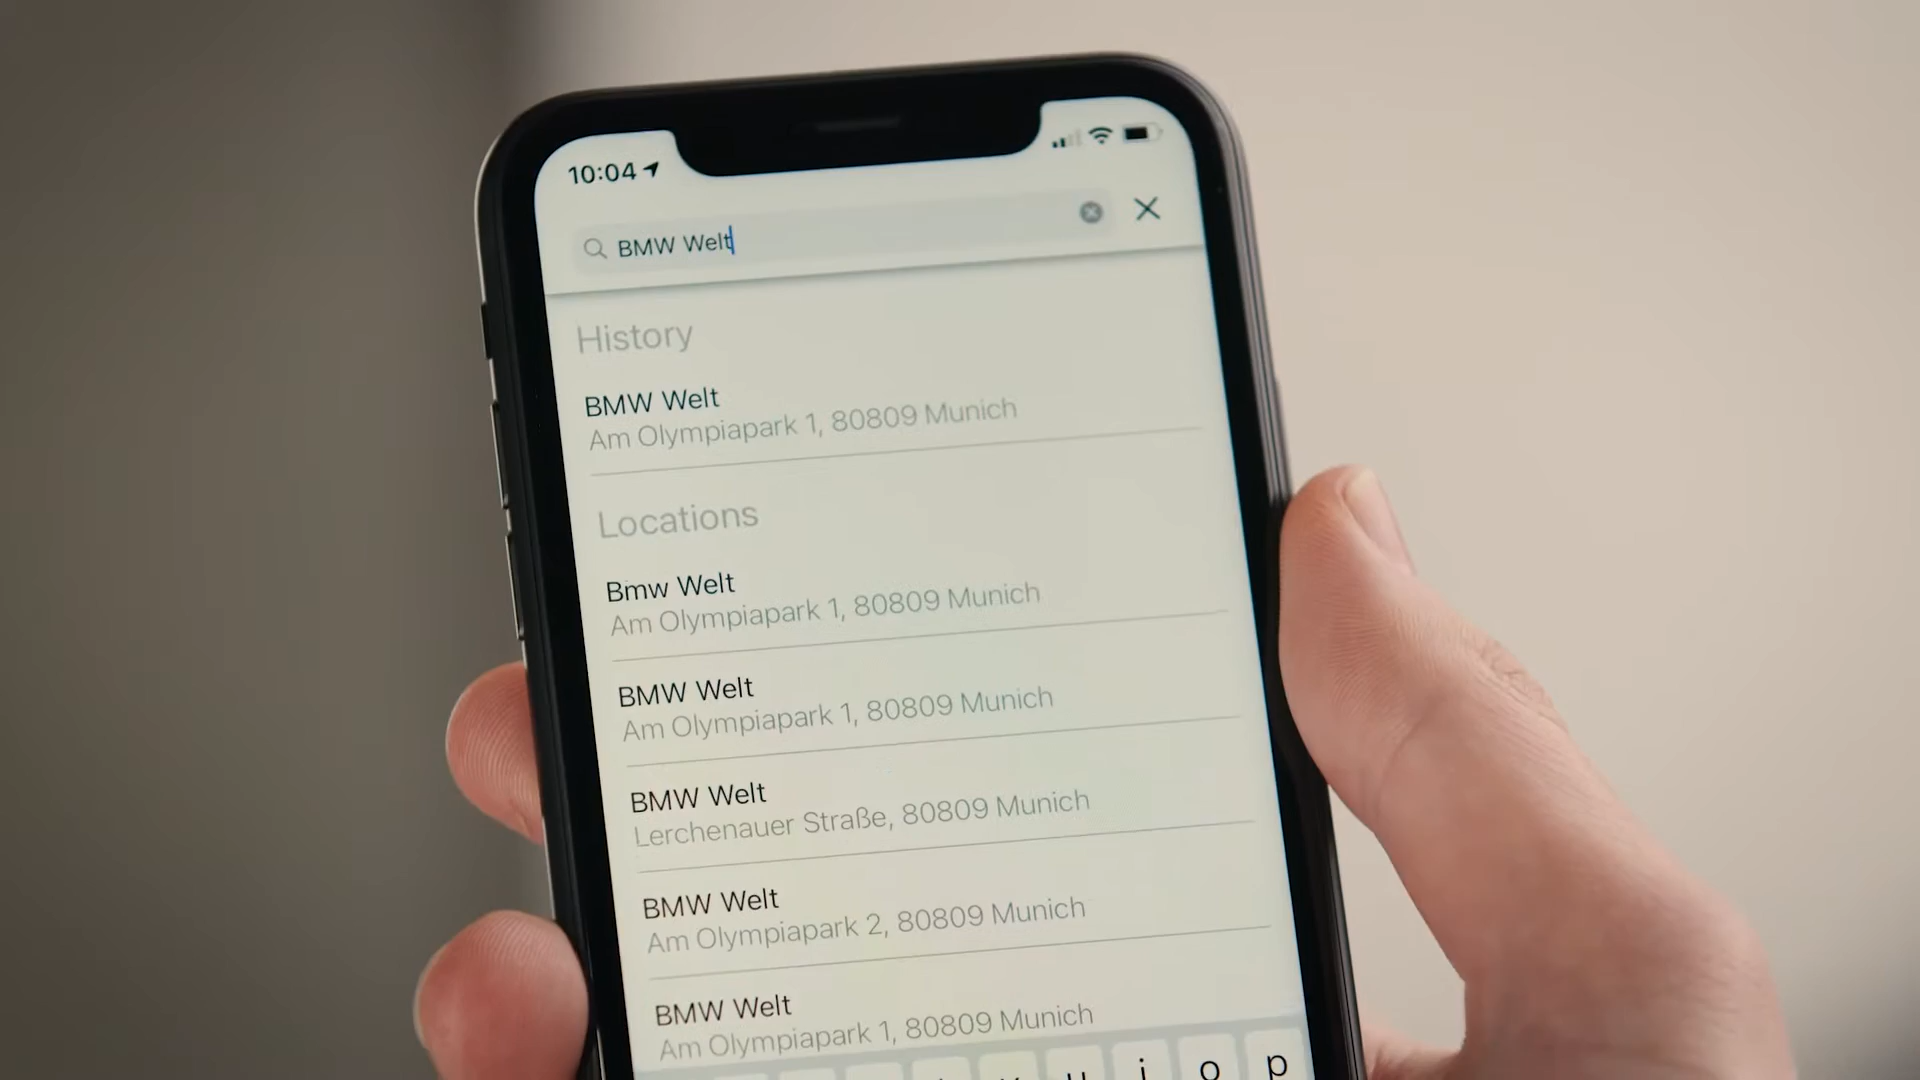 10:04
BMW Welt
History
BMW Welt
Am Olympiapark 1, 80809 Munich
Locations
Bmw Welt
Am Olympiapark 1, 80809 Munich
BMW Welt
Am Olympiapark 1, 80809 Munich
BMW Welt
Lerchenauer Straße, 80809 Munich
BMW Welt
Am Olympiapark 2, 80809 Munich
BMW Welt
Am Olympiapark 1, 80809 Munich
u i o p